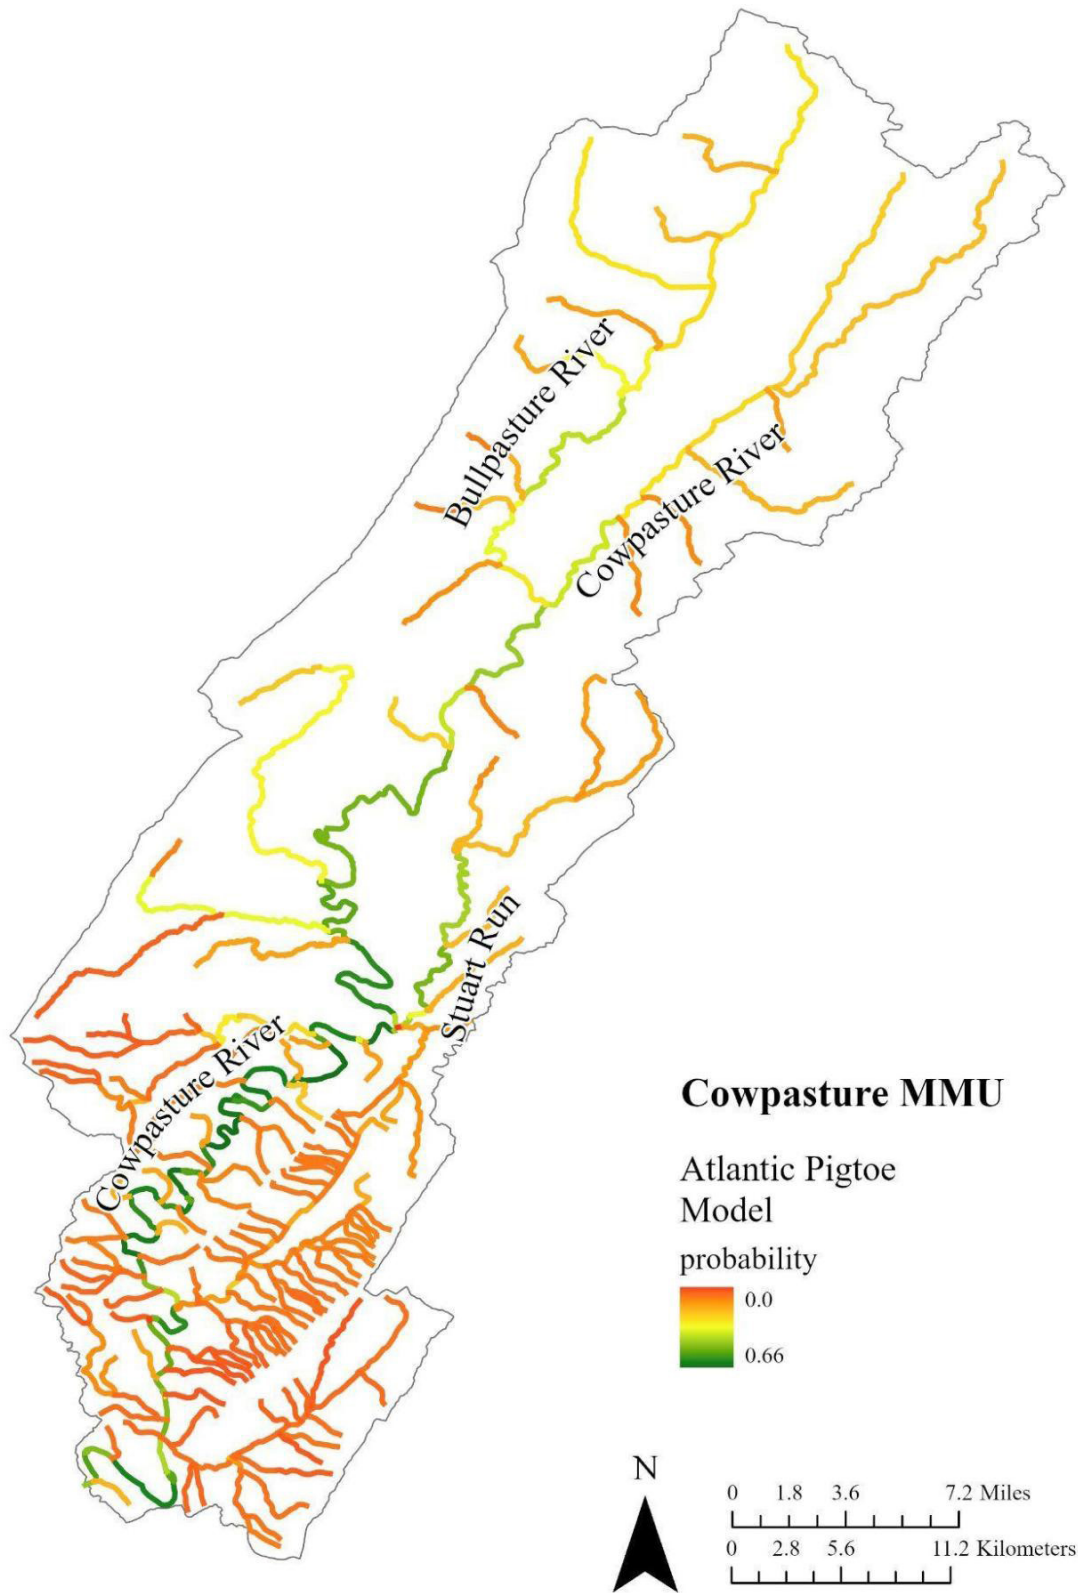 Bullpasture River
Cowpasture River
Stuart Run
Cowpasture River
Cowpasture MMU
Atlantic Pigtoe
Model
probability
0.0
0.66
N
0 1.8 3.6 7.2 Miles
0 2.8 5.6 11.2 Kilometers